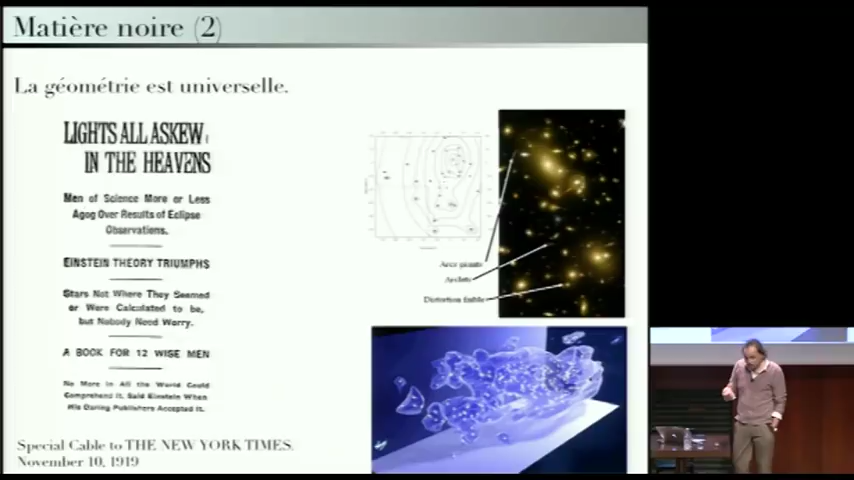 Matière noire (2)
La géométrie est universelle.
LIGHTS ALL ASKEW
IN THE HEAVENS
Men of Science More or Less
Agog Over Results of Eclipse
Observations.
EINSTEIN THEORY TRIUMPHS
Stars Not Where They Seemed
or Were Calculated to be,
but Nobody Need Worry.
A BOOK FOR 12 WISE MEN
No More in All the World Could
Comprehend It, Said Einstein When
His Daring Publishers Accepted It.
Special Cable to THE NEW YORK TIMES.
November 10, 1919
Arcs géants
Arclets
Distortion faible